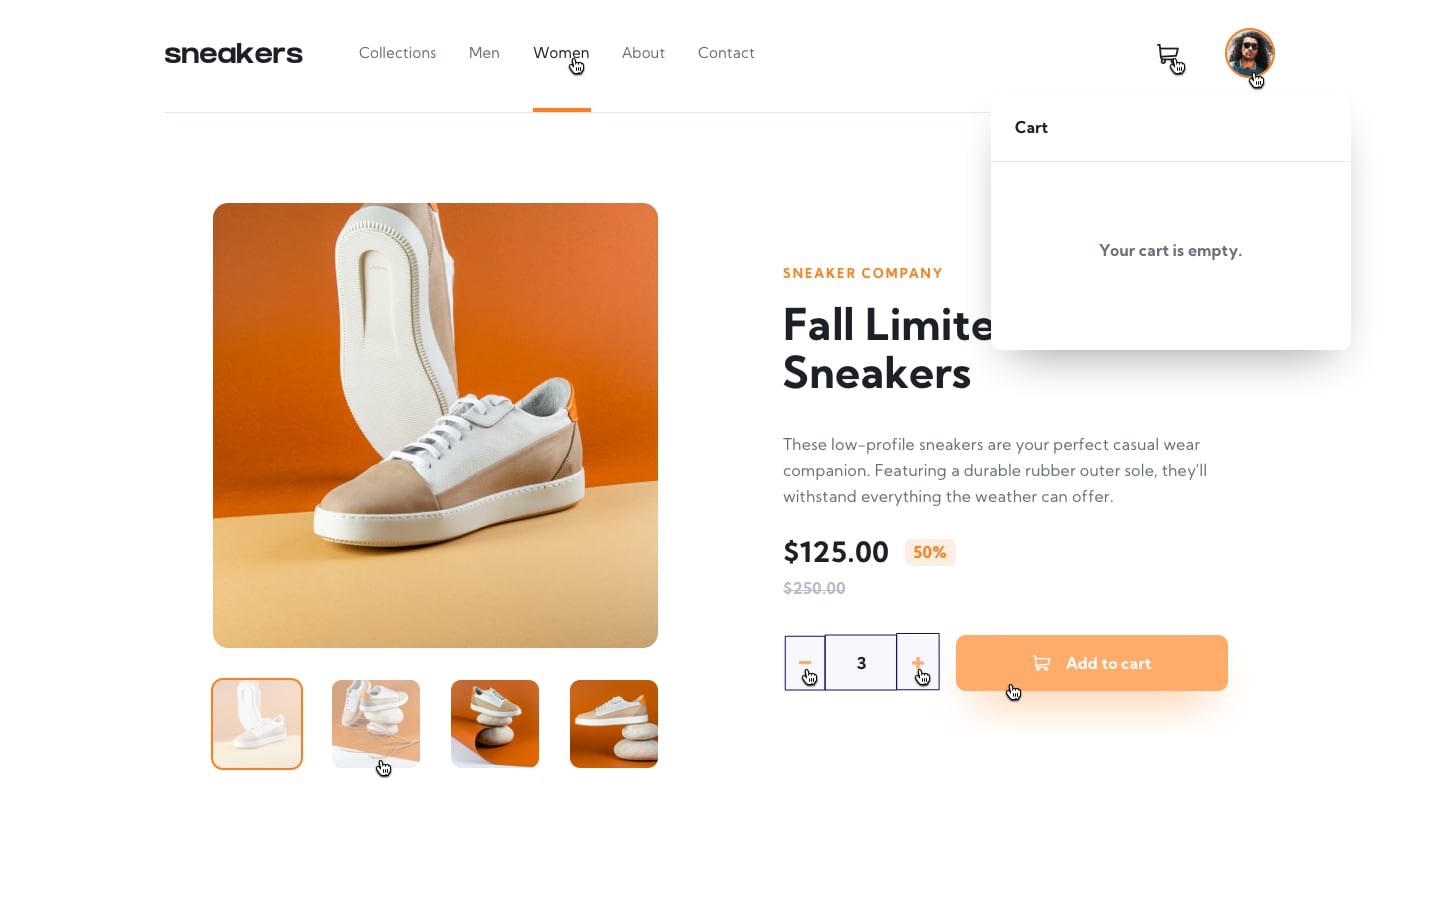 sneakers
Collections
Men
Women
About
Contact
Cart
Your cart is empty.
SNEAKER COMPANY
Fall Limite
Sneakers
These low-profile sneakers are your perfect casual wear
companion. Featuring a durable rubber outer sole, they’ll
withstand everything the weather can offer.
$125.00
50%
$250.00
3
Add to cart